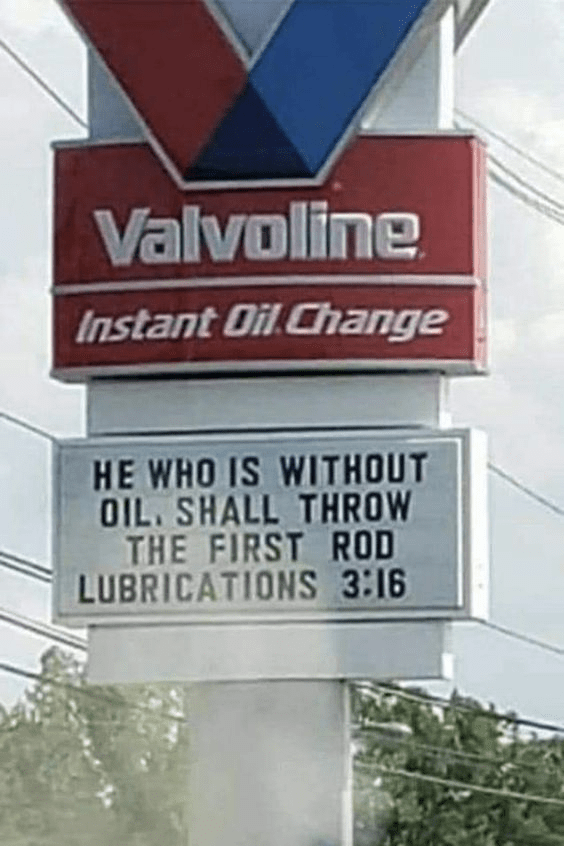 Valvoline
Instant Oil Change
HE WHO IS WITHOUT
OIL. SHALL THROW
THE FIRST ROD
LUBRICATIONS 3:16